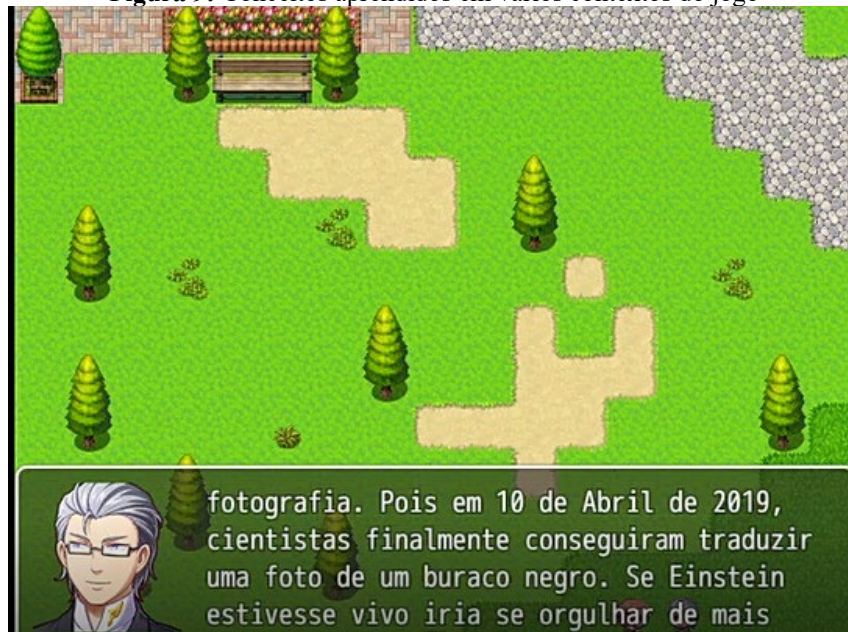 fotografia. Pois em 10 de Abril de 2019,
cientistas finalmente conseguiram traduzir
uma foto de um buraco negro. Se Einstein
estivesse vivo iria se orgulhar de mais